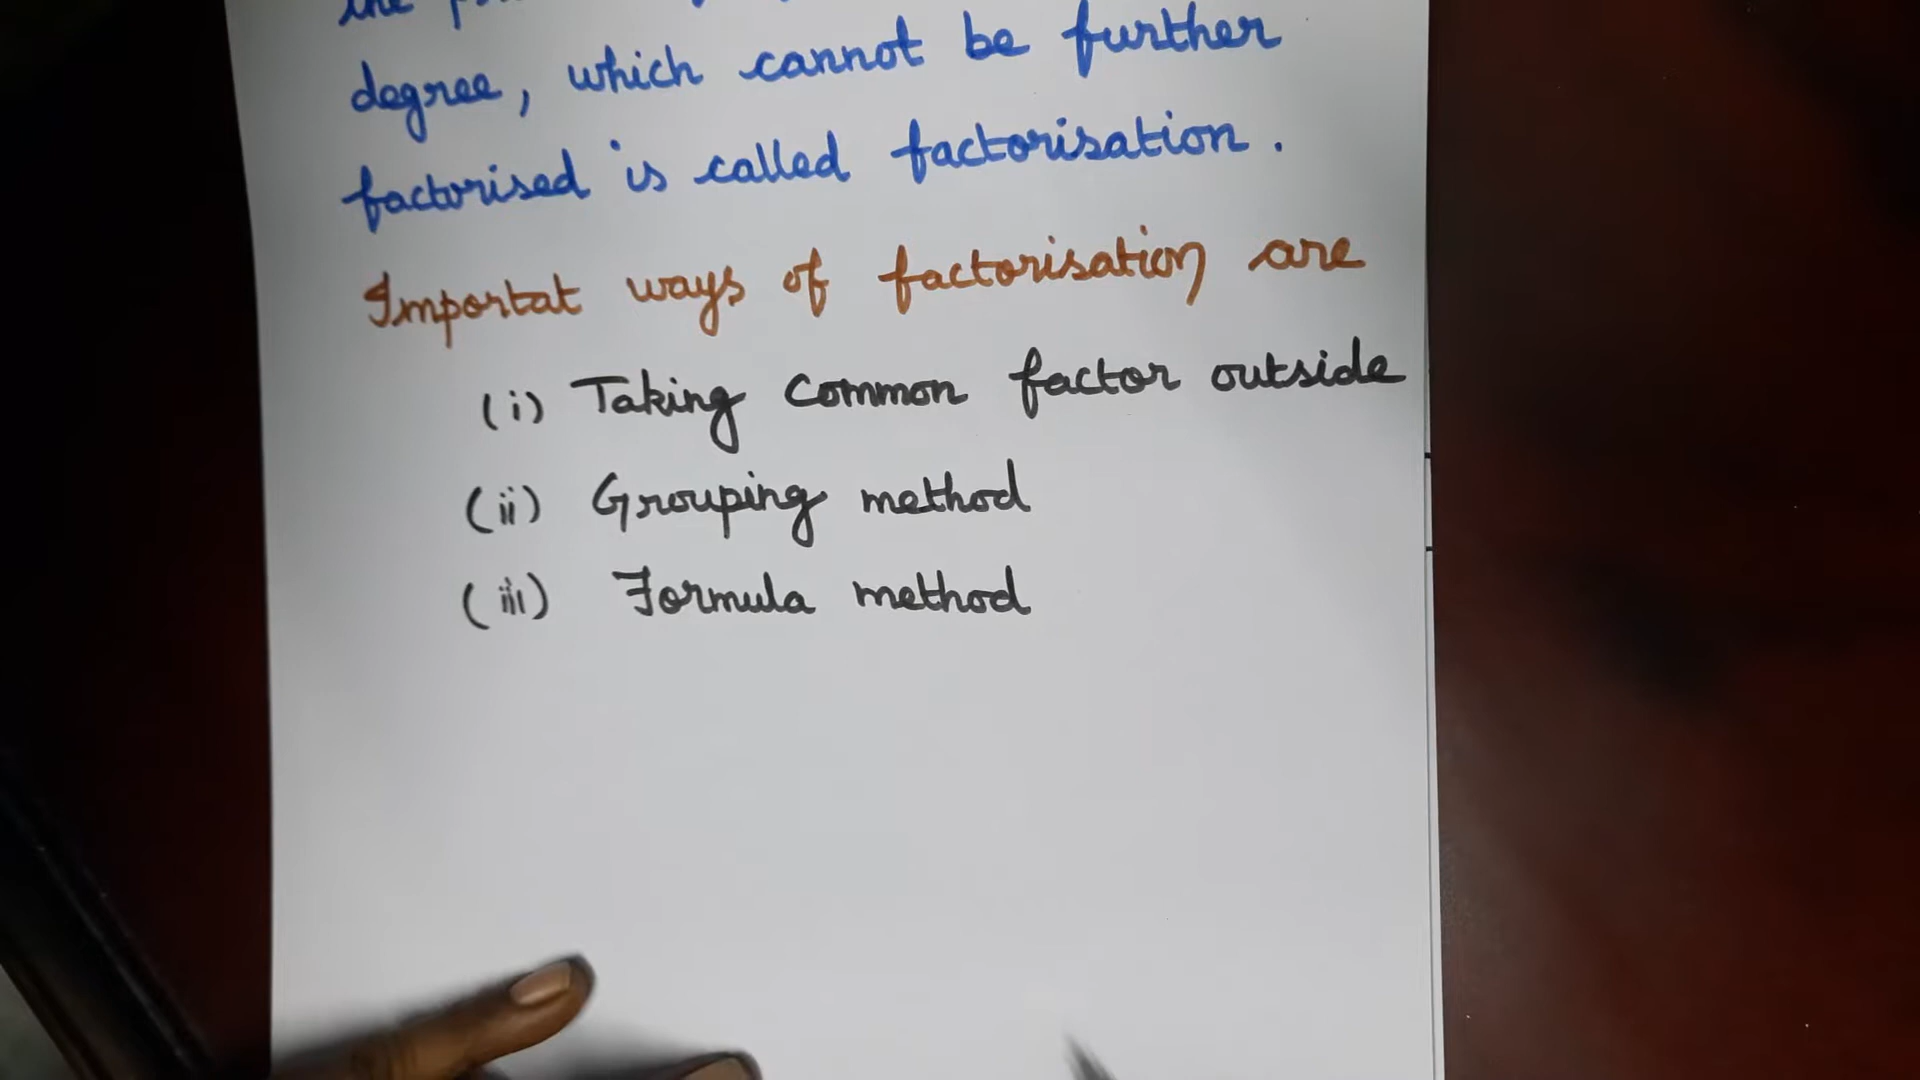 the
degree, which cannot be further
factorised is called factorisation.
Importat ways of factorisation are
(i) Taking Common factor outside
(ii) Grouping method
(iii) Formula method